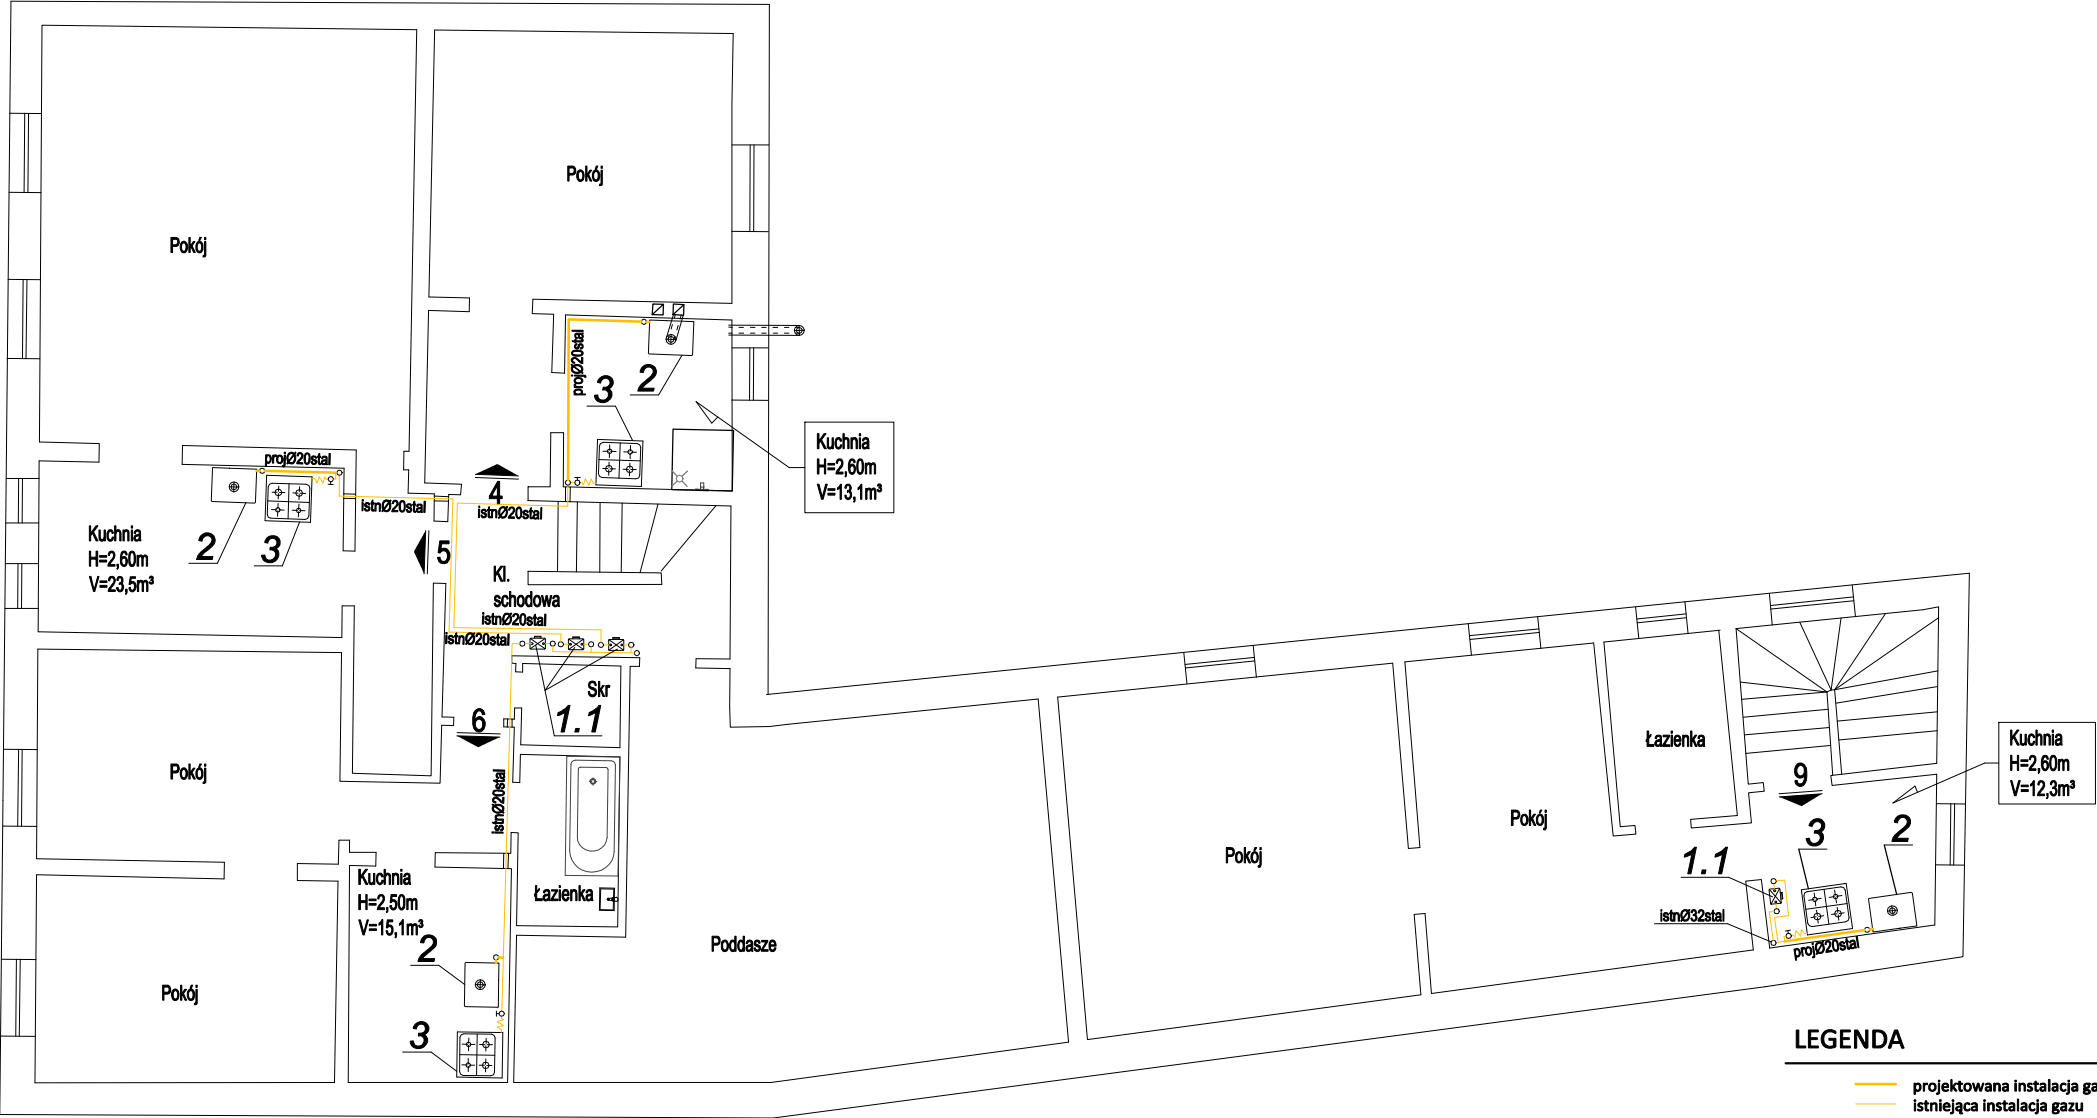 Pokój
Pokój
projØ20stal
3
2
Kuchnia
H=2,60m
V=13,1m³
projØ20stal
istnØ20stal
4
istnØ20stal
Kuchnia
H=2,60m
V=23,5m³
2
3
5
Kl.
schodowa
istnØ20stal
istnØ20stal
Skr
1.1
6
Pokój
istnØ20stal
Łazienka
Kuchnia
H=2,50m
V=15,1m³
2
3
Pokój
Poddasze
Pokój
Pokój
Łazienka
9
Kuchnia
H=2,60m
V=12,3m³
3
2
1.1
istnØ32stal
projØ20stal
LEGENDA
projektowana instalacja ga
istniejąca instalacja gazu